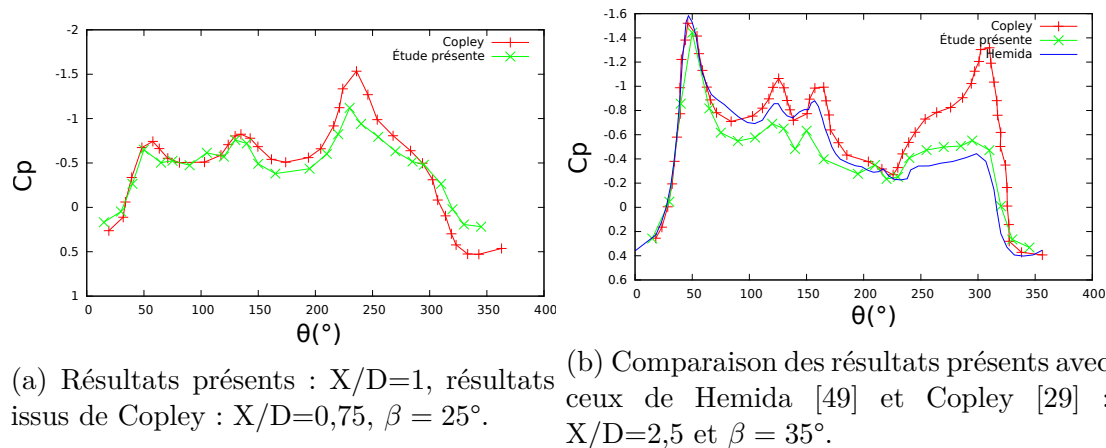 -2
-1.5
-1
-0.5
0
0.5
1
0 50 100 150 200 250 300 350 400
Cp
θ(°)
Copley
Étude présente
-1.6
-1.4
-1.2
-1.0
-0.8
-0.6
-0.4
-0.2
0
0.2
0.4
0.6
0 50 100 150 200 250 300 350 400
Cp
θ(°)
Copley
Étude présente
Hemida
(a) Résultats présents : X/D=1, résultats
issus de Copley : X/D=0,75, β = 25°.
(b) Comparaison des résultats présents avec
ceux de Hemida [49] et Copley [29] :
X/D=2,5 et β = 35°.